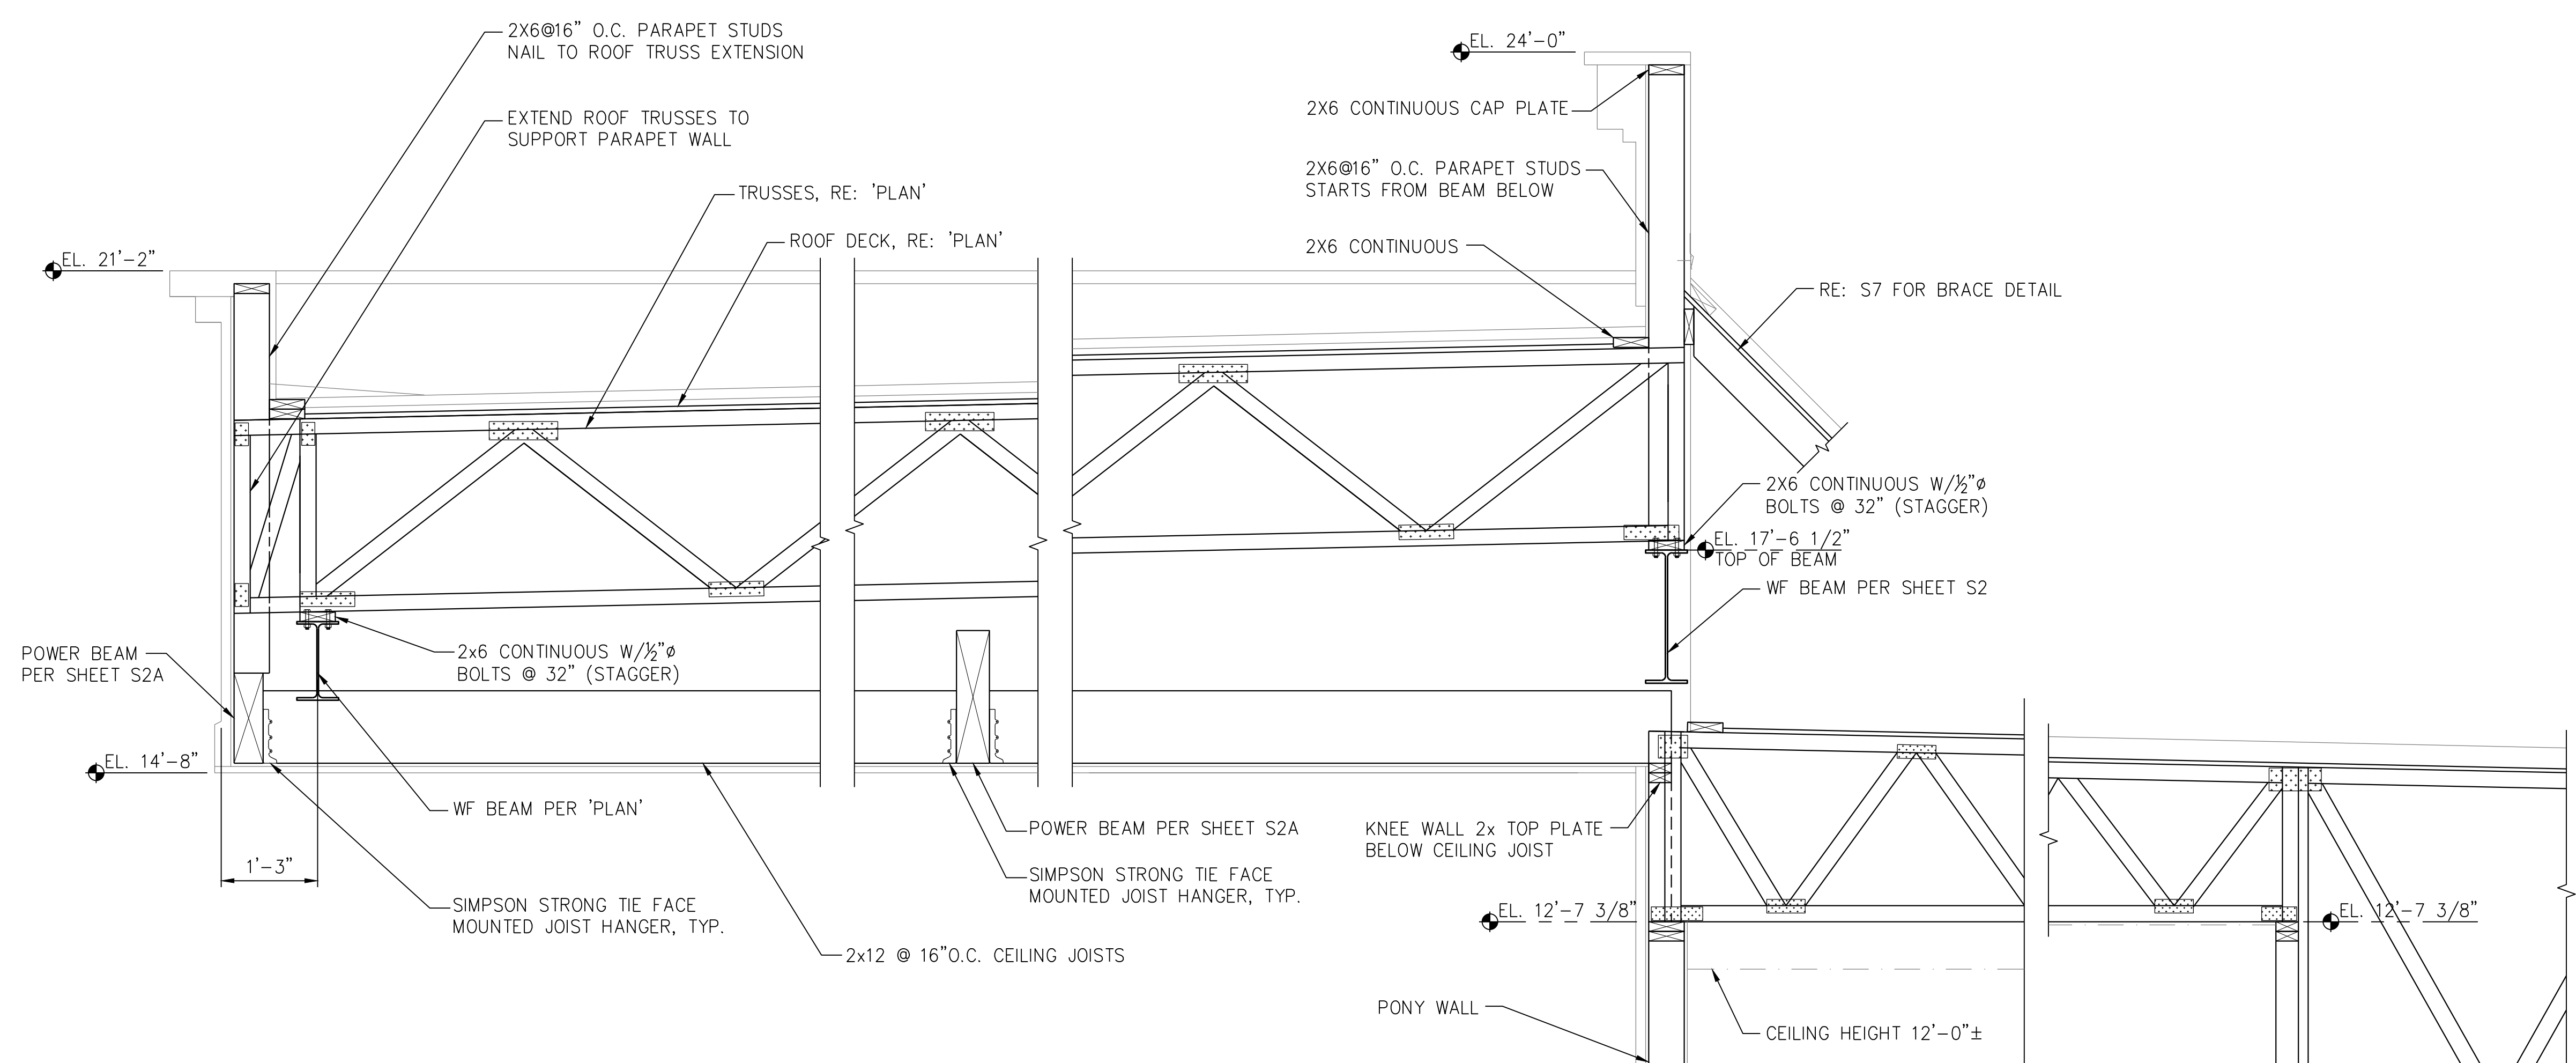 2X6@16" O.C. PARAPET STUDS
NAIL TO ROOF TRUSS EXTENSION
EXTEND ROOF TRUSSES TO
SUPPORT PARAPET WALL
TRUSSES, RE: 'PLAN'
ROOF DECK, RE: 'PLAN'
EL. 21'-2"
EL. 24'-0"
2X6 CONTINUOUS CAP PLATE
2X6@16" O.C. PARAPET STUDS
STARTS FROM BEAM BELOW
2X6 CONTINUOUS
RE: S7 FOR BRACE DETAIL
2X6 CONTINUOUS W/½"ø
BOLTS @ 32" (STAGGER)
EL. 17'-6 1/2"
TOP OF BEAM
WF BEAM PER SHEET S2
POWER BEAM
PER SHEET S2A
2x6 CONTINUOUS W/½"ø
BOLTS @ 32" (STAGGER)
EL. 14'-8"
WF BEAM PER 'PLAN'
1'-3"
SIMPSON STRONG TIE FACE
MOUNTED JOIST HANGER, TYP.
2x12 @ 16"O.C. CEILING JOISTS
POWER BEAM PER SHEET S2A
SIMPSON STRONG TIE FACE
MOUNTED JOIST HANGER, TYP.
KNEE WALL 2x TOP PLATE
BELOW CEILING JOIST
EL. 12'-7 3/8"
EL. 12'-7 3/8"
PONY WALL
CEILING HEIGHT 12'-0"±